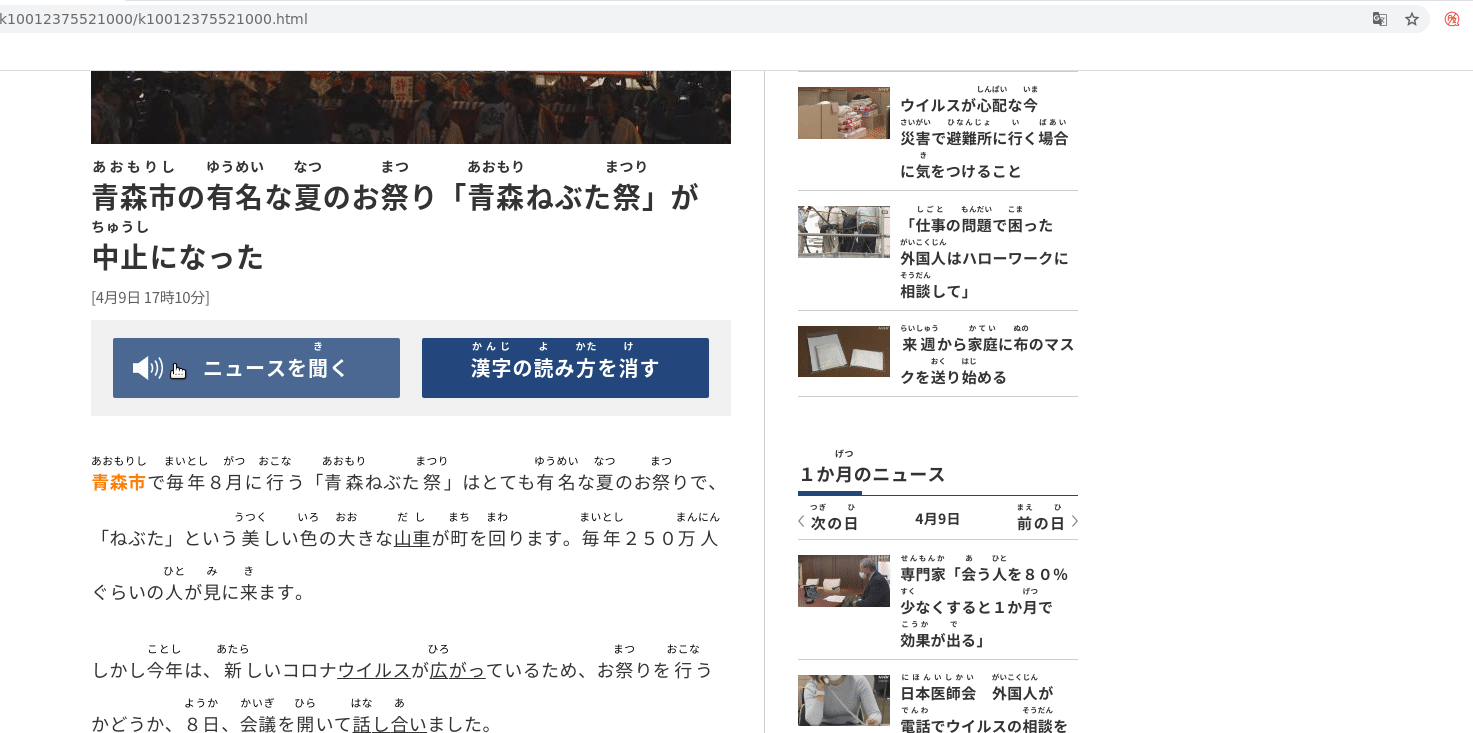 k10012375521000/k10012375521000.html
あおもりし ゆうめい なつ まつ あおもり まつり
青森市の有名な夏のお祭り「青森ねぶた祭」が
ちゅうし
中止になった
[4月9日 17時10分]
き
ニュースを聞く
かんじ よ かた け
漢字の読み方を消す
あおもりし まいとし がつ おこな あおもり まつり ゆうめい なつ まつ
青森市で毎年８月に行う「青森ねぶた祭」はとても有名な夏のお祭りで、
うつく いろ おお だし まち まわ まいとし まんにん
「ねぶた」という美しい色の大きな山車が町を回ります。毎年２５０万人
ひと み き
ぐらいの人が見に来ます。
ことし あたら ひろ まつ おこな
しかし今年は、新しいコロナウイルスが広がっているため、お祭りを行う
ようか かいぎ ひら はな あ
かどうか、８日、会議を開いて話し合いました。
しんぱい いま
ウイルスが心配な今
さいがい ひなんじょ い ばあい
災害で避難所に行く場合
き
に気をつけること
しごと もんだい こま
「仕事の問題で困った
がいこくじん
外国人はハローワークに
そうだん
相談して」
らいしゅう かてい ぬの
来週から家庭に布のマス
おく はじ
クを送り始める
げつ
１か月のニュース
つぎ ひ
次の日
4月9日
まえ ひ
前の日
せんもんか あ ひと
専門家「会う人を８０％
すく げつ
少なくすると１か月で
こうか で
効果が出る」
にほんいしかい がいこくじん
日本医師会　外国人が
でんわ そうだん
電話でウイルスの相談を